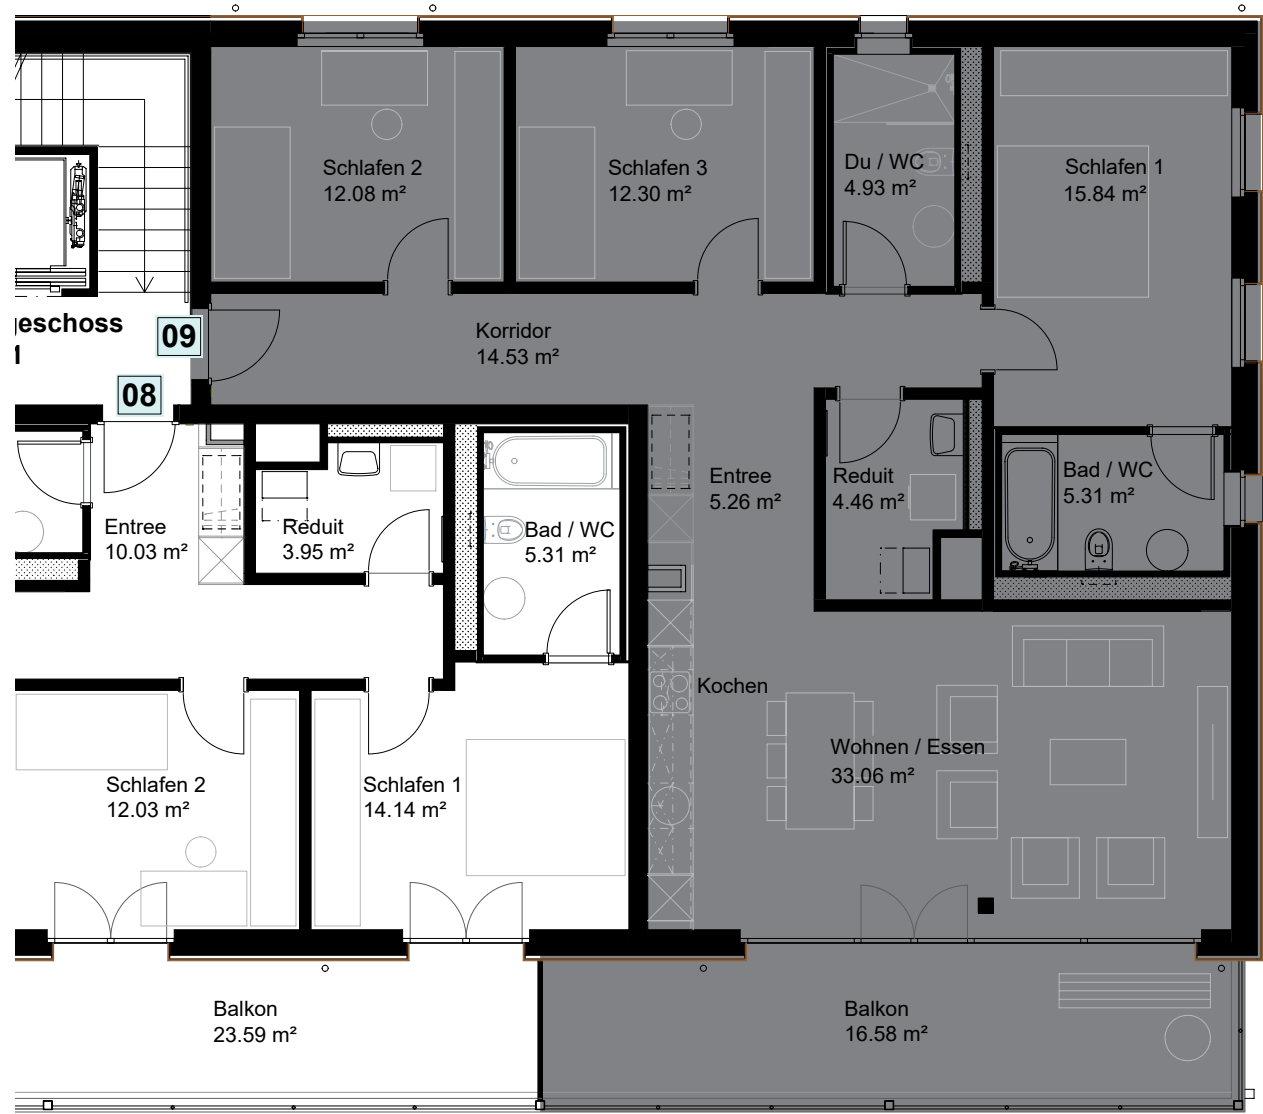 Schlafen 2
12.08 m²
Schlafen 3
12.30 m²
Du / WC
4.93 m²
Schlafen 1
15.84 m²
geschoss
09
Korridor
14.53 m²
08
Entree
10.03 m²
Reduit
3.95 m²
Bad / WC
5.31 m²
Entree
5.26 m²
Reduit
4.46 m²
Bad / WC
5.31 m²
Kochen
Wohnen / Essen
33.06 m²
Schlafen 2
12.03 m²
Schlafen 1
14.14 m²
Balkon
23.59 m²
Balkon
16.58 m²